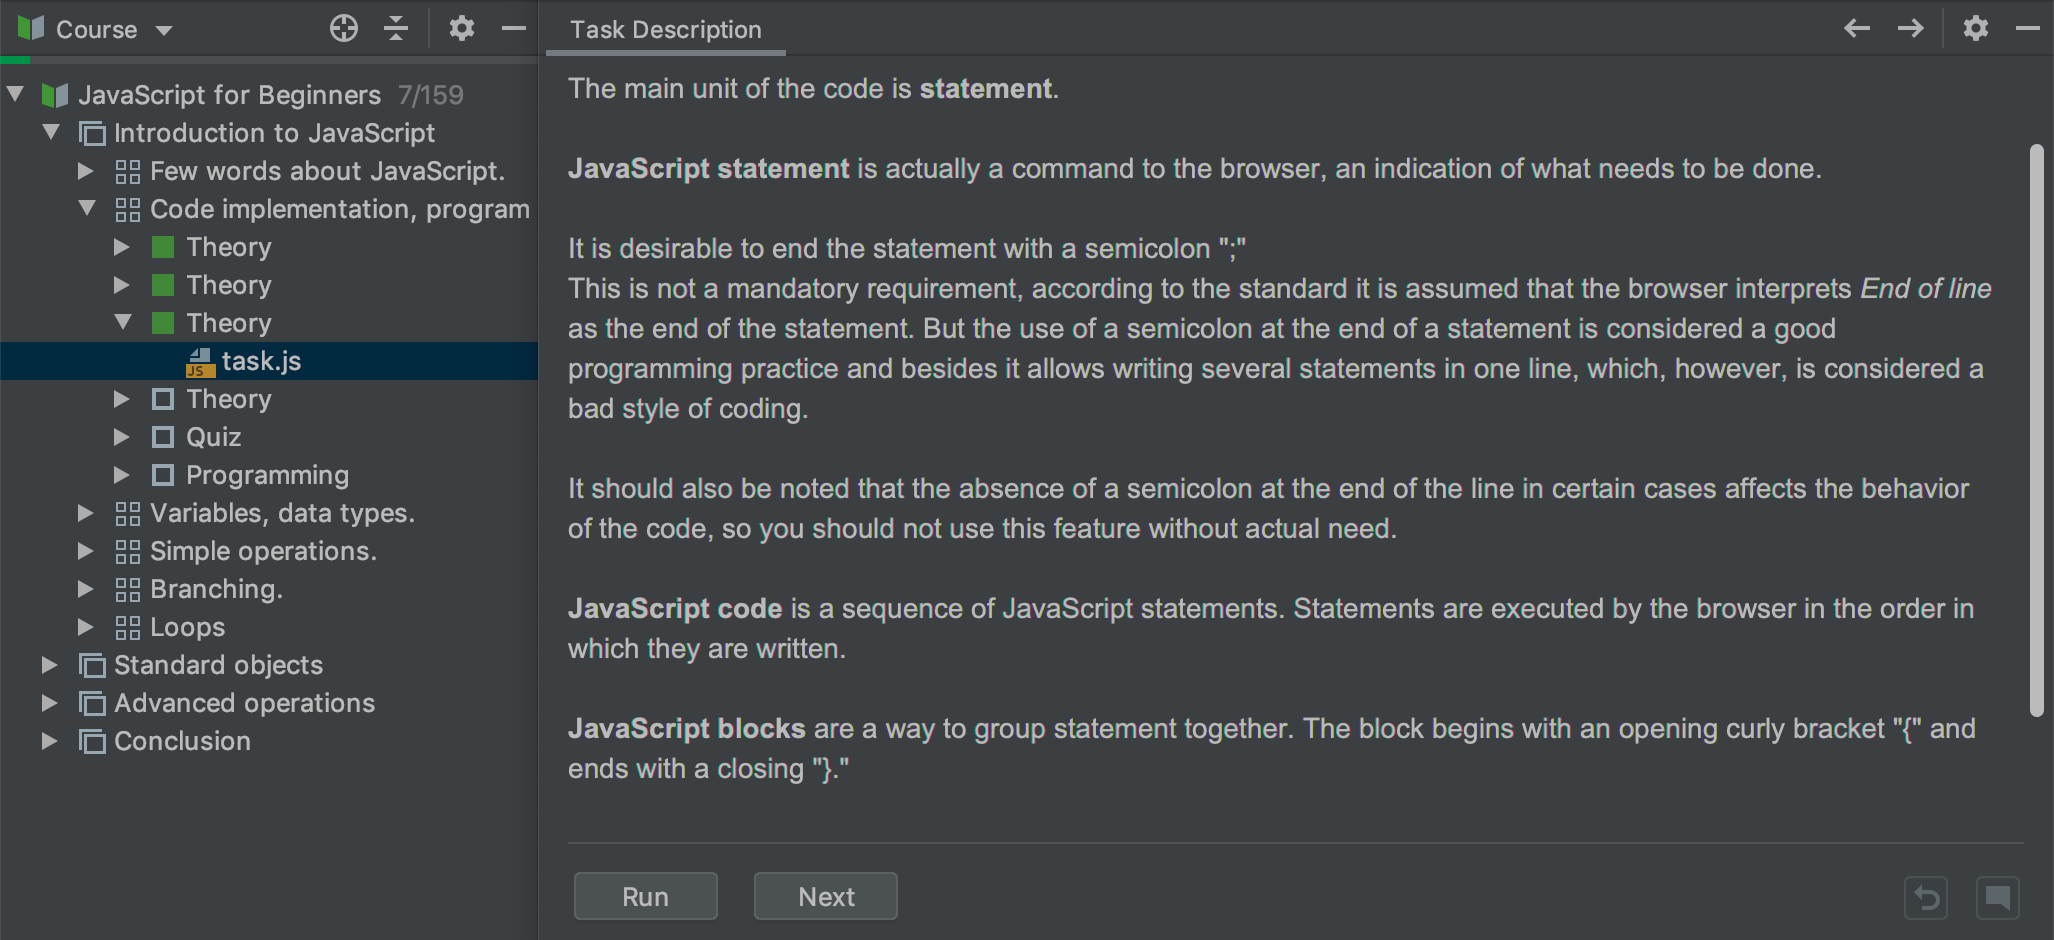 Course
JavaScript for Beginners 7/159
Introduction to JavaScript
Few words about JavaScript.
Code implementation, program
Theory
Theory
Theory
JS task.js
Theory
Quiz
Programming
Variables, data types.
Simple operations.
Branching.
Loops
Standard objects
Advanced operations
Conclusion
Task Description
The main unit of the code is statement.
JavaScript statement is actually a command to the browser, an indication of what needs to be done.
It is desirable to end the statement with a semicolon ";"
This is not a mandatory requirement, according to the standard it is assumed that the browser interprets End of line
as the end of the statement. But the use of a semicolon at the end of a statement is considered a good
programming practice and besides it allows writing several statements in one line, which, however, is considered a
bad style of coding.
It should also be noted that the absence of a semicolon at the end of the line in certain cases affects the behavior
of the code, so you should not use this feature without actual need.
JavaScript code is a sequence of JavaScript statements. Statements are executed by the browser in the order in
which they are written.
JavaScript blocks are a way to group statement together. The block begins with an opening curly bracket "{" and
ends with a closing "}."
Run Next